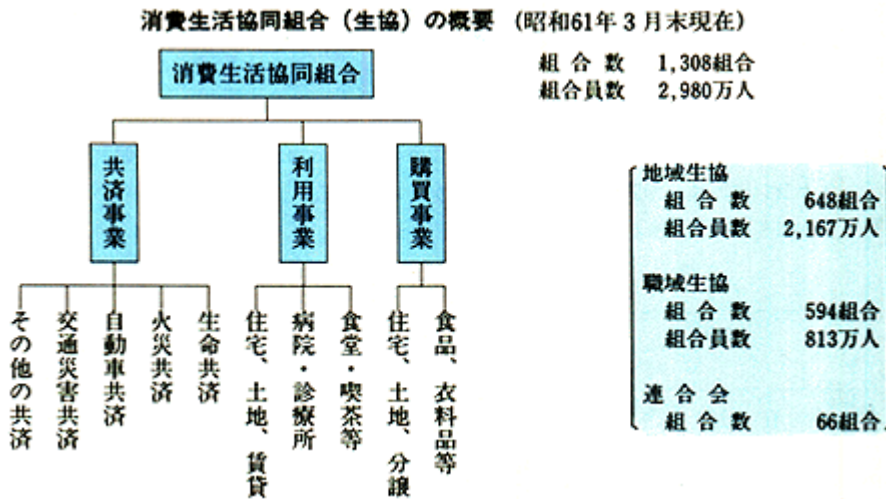 消費生活協同組合（生協）の概要 (昭和61年3月末現在)
消費生活協同組合
組合数 1,308組合
組合員数 2,980万人
共済事業
利用事業
購買事業
その他の共済
交通災害共済
自動車共済
火災共済
生命共済
住宅、土地、賃貸
病院・診療所
食堂・喫茶等
住宅、土地、分譲
食品、衣料品等
地域生協
組合数 648組合
組合員数 2,167万人
職域生協
組合数 594組合
組合員数 813万人
連合会
組合数 66組合